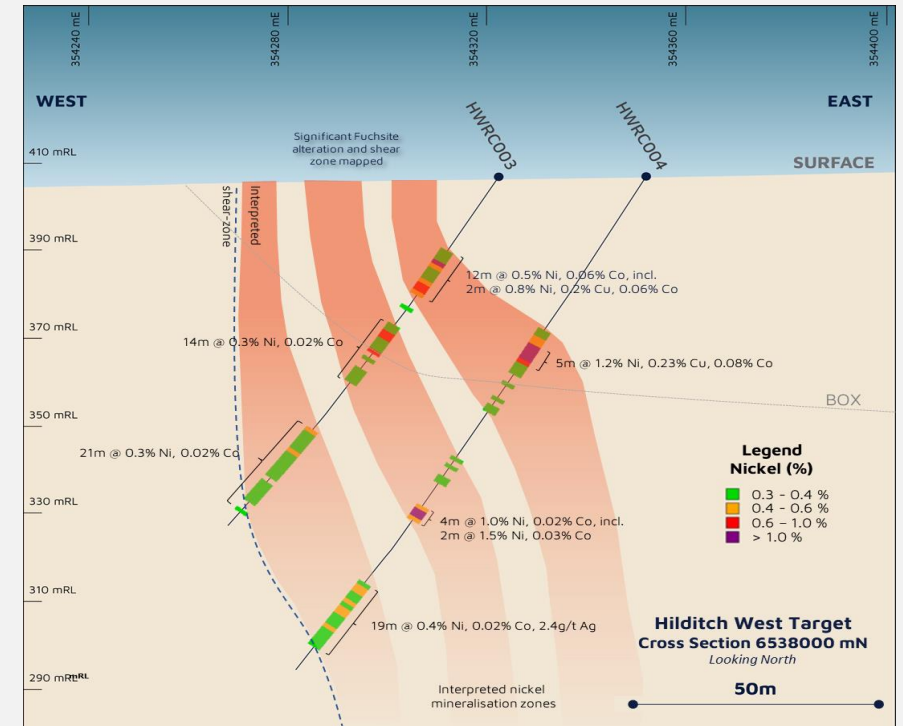 354240 mE
354280 mE
354320 mE
354360 mE
354400 mE
WEST
EAST
HWRC003
HWRC004
Significant Fuchsite
alteration and shear
zone mapped
410 mRL
SURFACE
Interpreted
shear-zone
390 mRL
12m @ 0.5% Ni, 0.06% Co, incl.
2m @ 0.8% Ni, 0.2% Cu, 0.06% Co
370 mRL
14m @ 0.3% Ni, 0.02% Co
5m @ 1.2% Ni, 0.23% Cu, 0.08% Co
BOX
350 mRL
21m @ 0.3% Ni, 0.02% Co
Legend
Nickel (%)
0.3 - 0.4 %
0.4 - 0.6 %
0.6 - 1.0 %
> 1.0 %
330 mRL
4m @ 1.0% Ni, 0.02% Co, incl.
2m @ 1.5% Ni, 0.03% Co
310 mRL
19m @ 0.4% Ni, 0.02% Co, 2.4g/t Ag
Hilditch West Target
Cross Section 6538000 mN
Looking North
290 mRL
mRL
Interpreted nickel
mineralisation zones
50m